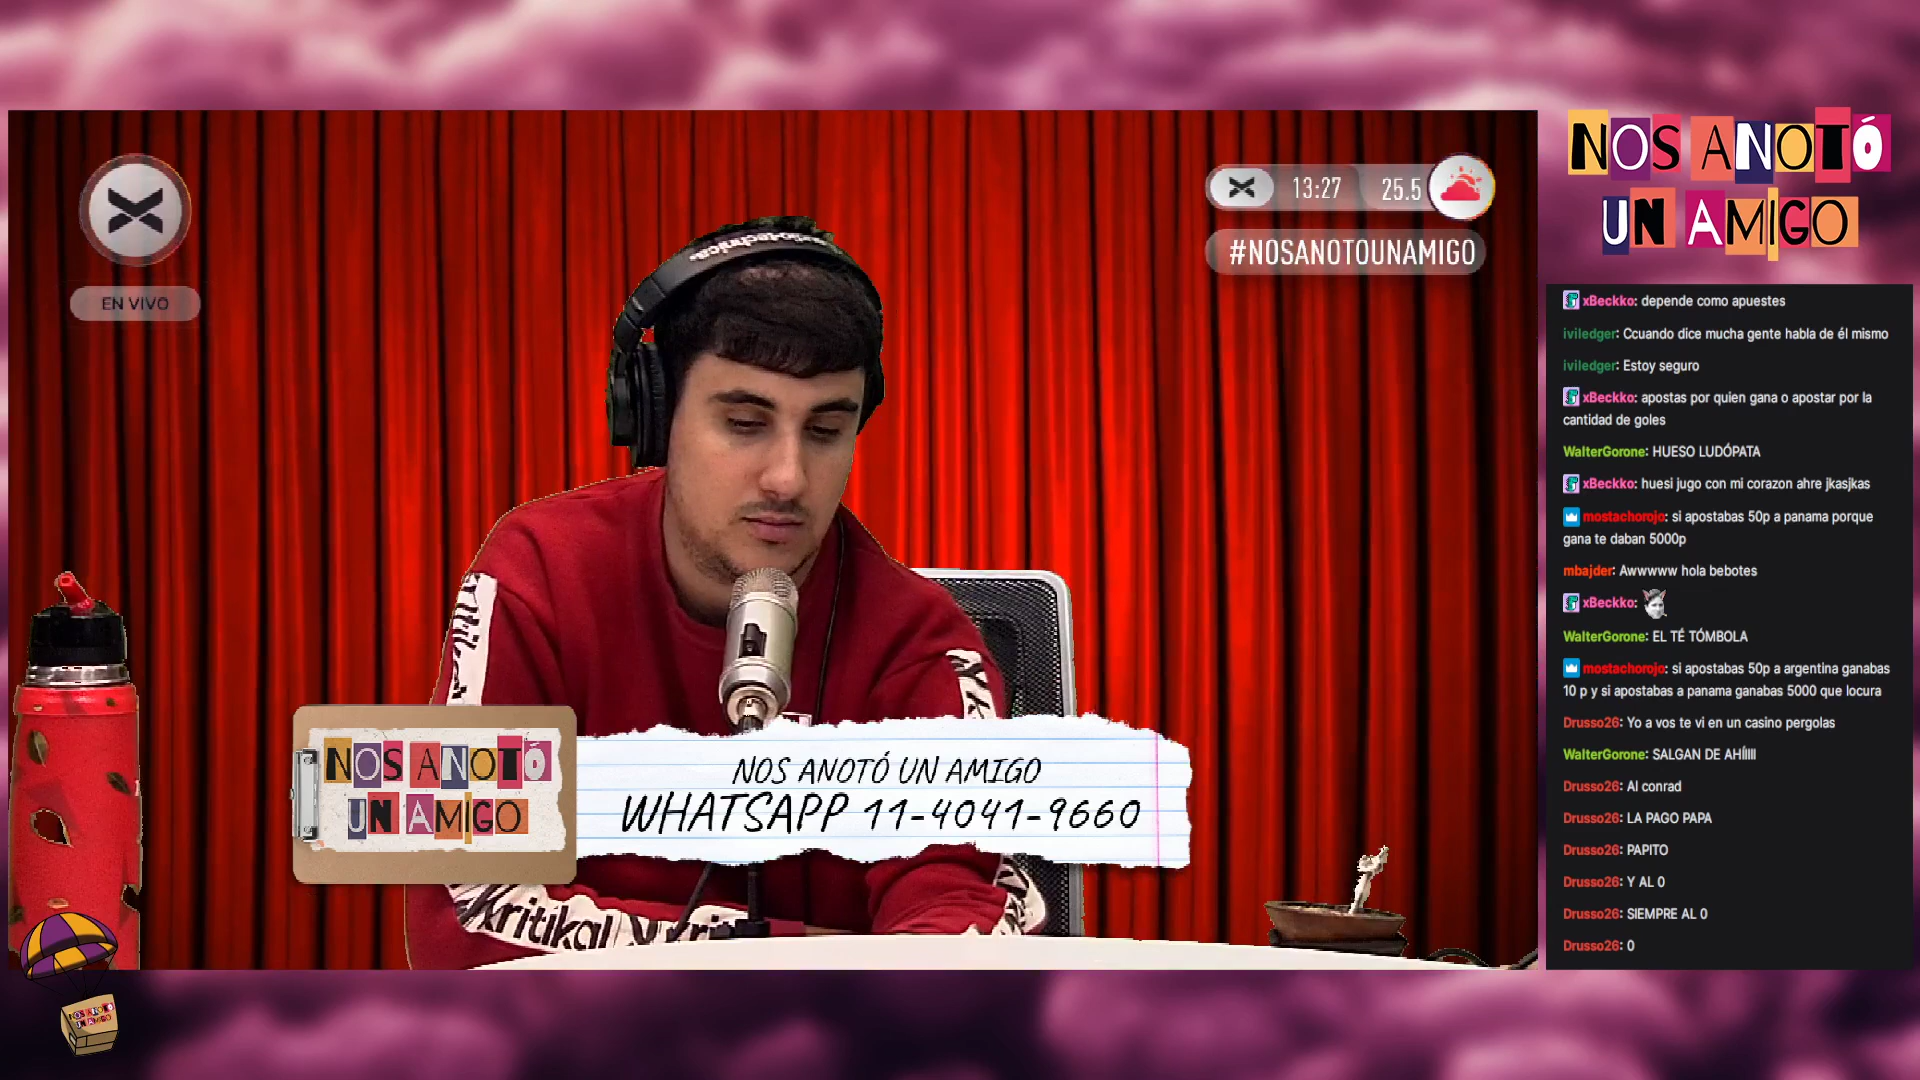 EN VIVO
13:27 25.5
#NOSANOTOUNAMIGO
audio-technica
kritikal
NOS ANOTÓ
UN AMIGO
NOS ANOTÓ UN AMIGO
WHATSAPP 11-4041-9660
NOS ANOTÓ
UN AMIGO
xBeckko: depende como apuestes
iviledger: Ccuando dice mucha gente habla de él mismo
iviledger: Estoy seguro
xBeckko: apostas por quien gana o apostar por la
cantidad de goles
WalterGorone: HUESO LUDÓPATA
xBeckko: huesi jugo con mi corazon ahre jkasjkas
mostachorojo: si apostabas 50p a panama porque
gana te daban 5000p
mbajder: Awwwww hola bebotes
xBeckko:
WalterGorone: EL TÉ TÓMBOLA
mostachorojo: si apostabas 50p a argentina ganabas
10 p y si apostabas a panama ganabas 5000 que locura
Drusso26: Yo a vos te vi en un casino pergolas
WalterGorone: SALGAN DE AHÍIIII
Drusso26: Al conrad
Drusso26: LA PAGO PAPA
Drusso26: PAPITO
Drusso26: Y AL 0
Drusso26: SIEMPRE AL 0
Drusso26: 0